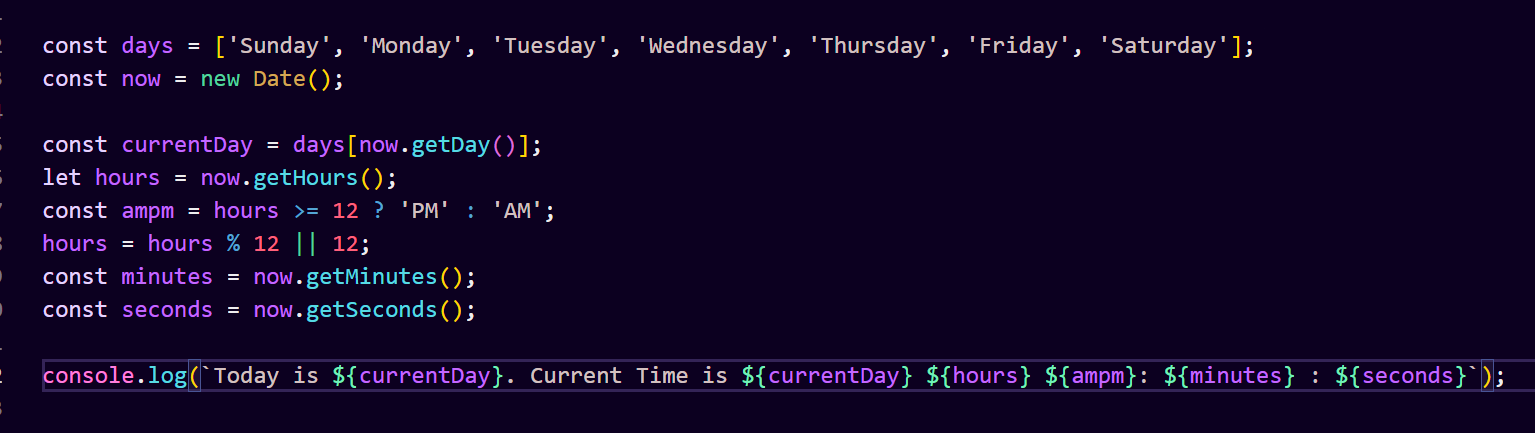 const days = ['Sunday', 'Monday', 'Tuesday', 'Wednesday', 'Thursday', 'Friday', 'Saturday'];
const now = new Date();
const currentDay = days[now.getDay()];
let hours = now.getHours();
const ampm = hours >= 12 ? 'PM' : 'AM';
hours = hours % 12 || 12;
const minutes = now.getMinutes();
const seconds = now.getSeconds();
console.log(`Today is ${currentDay}. Current Time is ${currentDay} ${hours} ${ampm}: ${minutes} : ${seconds}`);